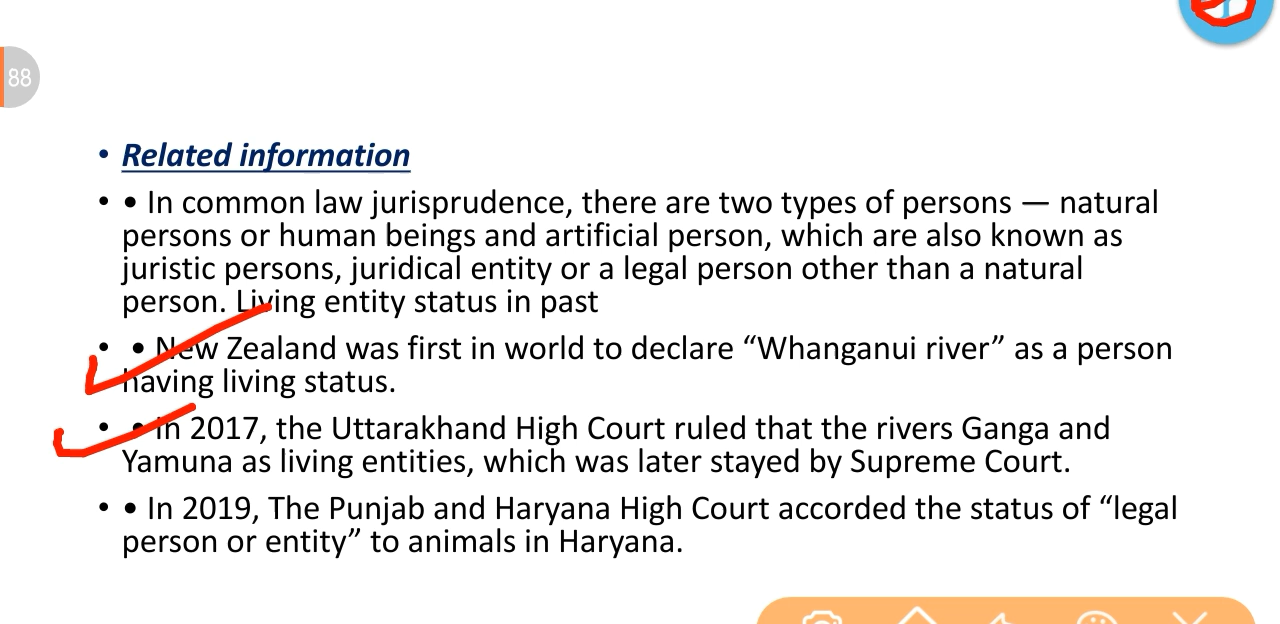 88
• Related information
• • In common law jurisprudence, there are two types of persons — natural
persons or human beings and artificial person, which are also known as
juristic persons, juridical entity or a legal person other than a natural
person. Living entity status in past
• • New Zealand was first in world to declare “Whanganui river” as a person
having living status.
• • In 2017, the Uttarakhand High Court ruled that the rivers Ganga and
Yamuna as living entities, which was later stayed by Supreme Court.
• • In 2019, The Punjab and Haryana High Court accorded the status of “legal
person or entity” to animals in Haryana.